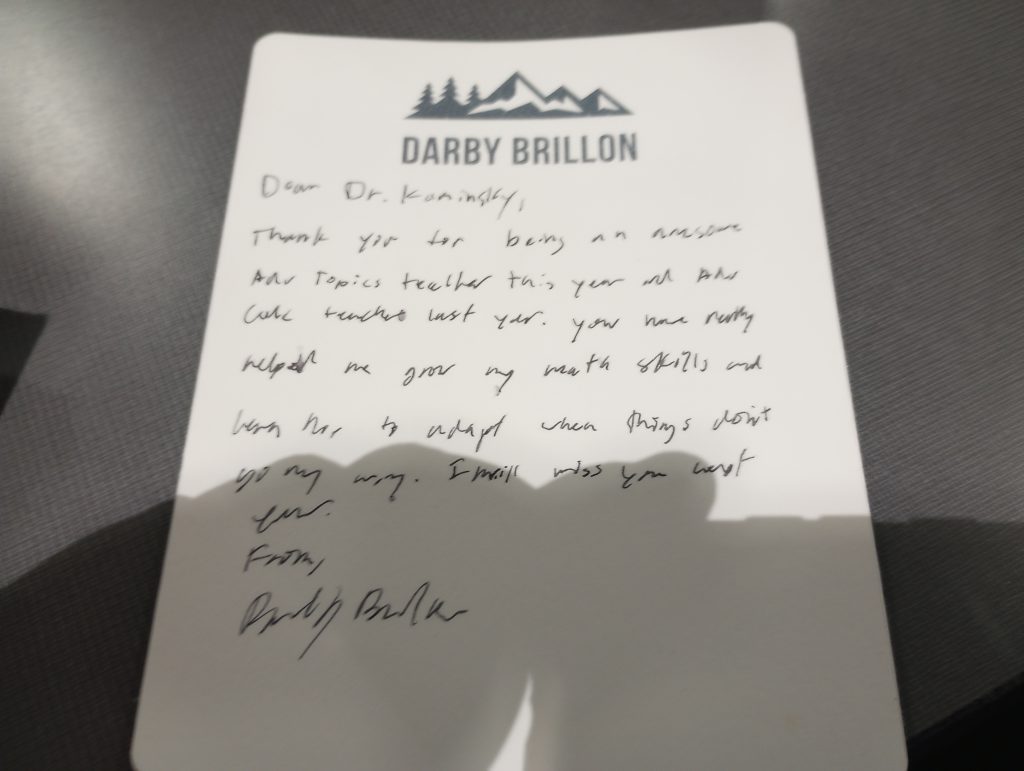 DARBY BRILLON
Dear Dr. Kaminsky,
Thank you for being an awesome
Adv Topics teacher this year and Adv
Calc teacher last year. You have really
helped me grow my math skills and
learn how to adapt when things don't
go my way. I will miss you next
year.
From,
Darby Brillon